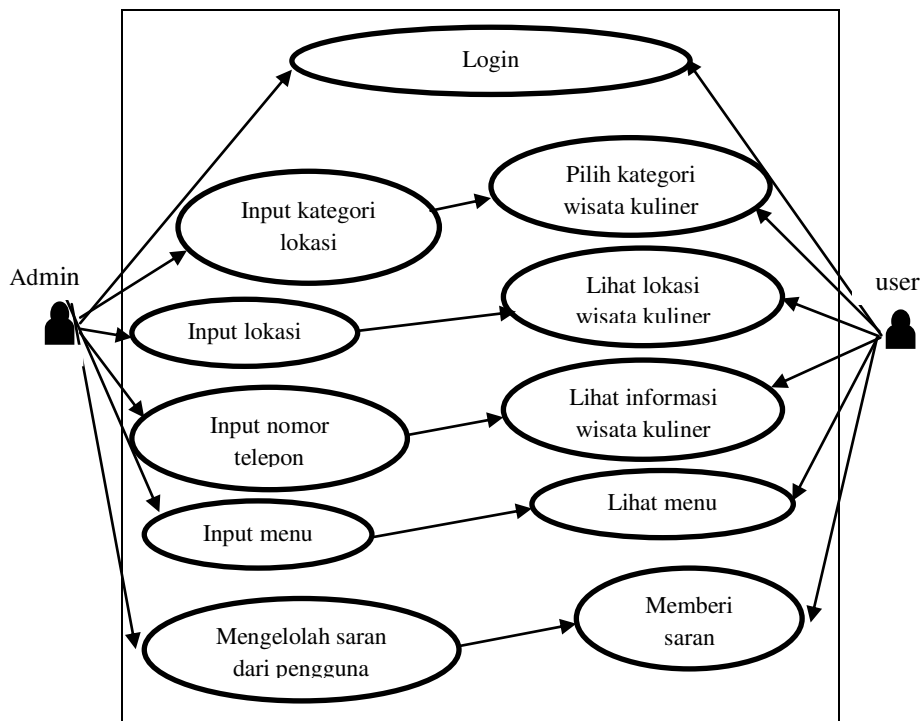 Login
Pilih kategori
wisata kuliner
Input kategori
lokasi
Admin
user
Lihat lokasi
wisata kuliner
Input lokasi
Lihat informasi
wisata kuliner
Input nomor
telepon
Lihat menu
Input menu
Memberi
saran
Mengelolah saran
dari pengguna